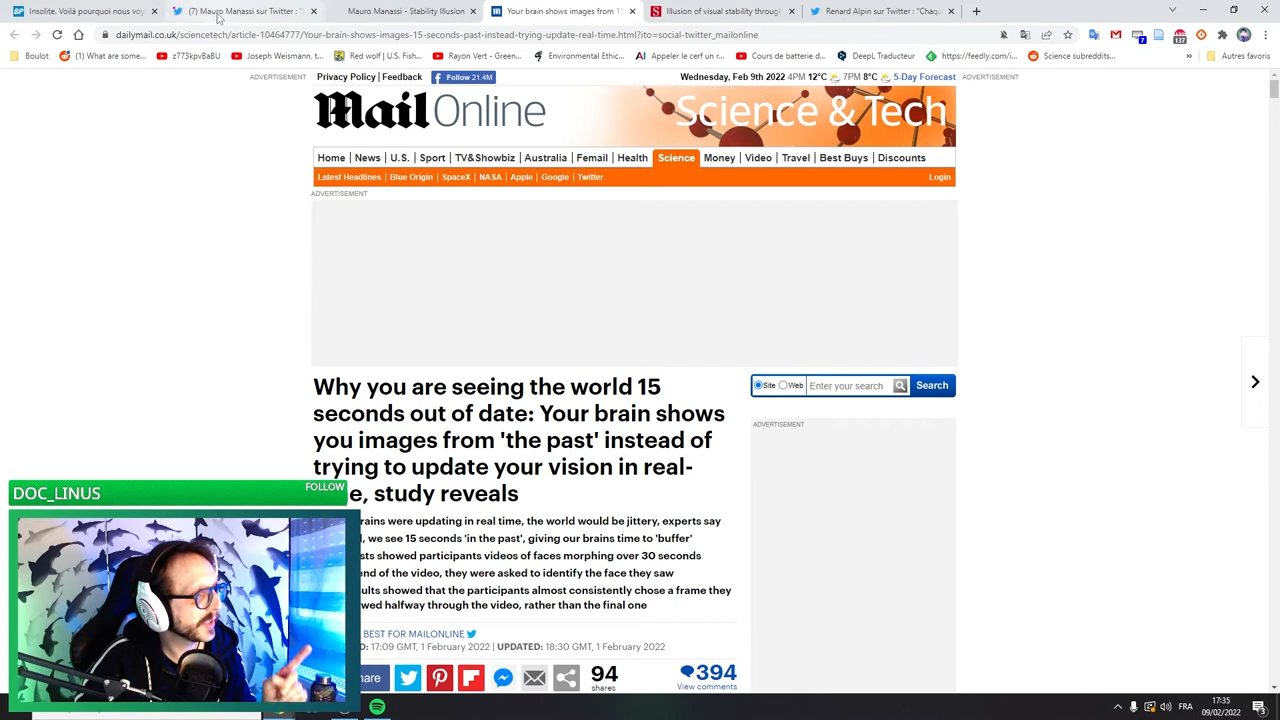 Insolite. Voilà pourquoi nous voy
(7) Mauro Manassi sur Twitter : "
Mauro Manassi - Stability Illusion
Your brain shows images from 15
Illusion of visual stability through
Renard Alpin sur Twitter : "Chaq
dailymail.co.uk/sciencetech/article-10464777/Your-brain-shows-images-15-seconds-past-instead-trying-update-real-time.html?ito=social-twitter_mailonline
Boulot
(1) What are some...
z773kpvBaBU
Joseph Weismann, t...
Red wolf | U.S. Fish...
Rayon Vert - Green...
Environmental Ethic...
Appeler le cerf un r...
Cours de batterie d...
DeepL Traducteur
https://feedly.com/i...
Science subreddits...
»
Autres favoris
ADVERTISEMENT
Privacy Policy | Feedback
Follow 21.4M
Wednesday, Feb 9th 2022 4PM 12°C 7PM 8°C 5-Day Forecast
ADVERTISEMENT
Mail Online
Science & Tech
Home | News | U.S. | Sport | TV&Showbiz | Australia | Femail | Health | Science | Money | Video | Travel | Best Buys | Discounts
Latest Headlines | Blue Origin | SpaceX | NASA | Apple | Google | Twitter
Login
ADVERTISEMENT
Why you are seeing the world 15
seconds out of date: Your brain shows
you images from 'the past' instead of
trying to update your vision in real-
e, study reveals
Site Web Enter your search Search
ADVERTISEMENT
rains were updating in real time, the world would be jittery, experts say
, we see 15 seconds 'in the past', giving our brains time to 'buffer'
sts showed participants videos of faces morphing over 30 seconds
end of the video, they were asked to identify the face they saw
ults showed that the participants almost consistently chose a frame they
wed halfway through the video, rather than the final one
BEST FOR MAILONLINE
D: 17:09 GMT, 1 February 2022 | UPDATED: 18:30 GMT, 1 February 2022
hare
94
shares
394
View comments
DOC_LINUS
FOLLOW
FRA
17:35
09/02/2022